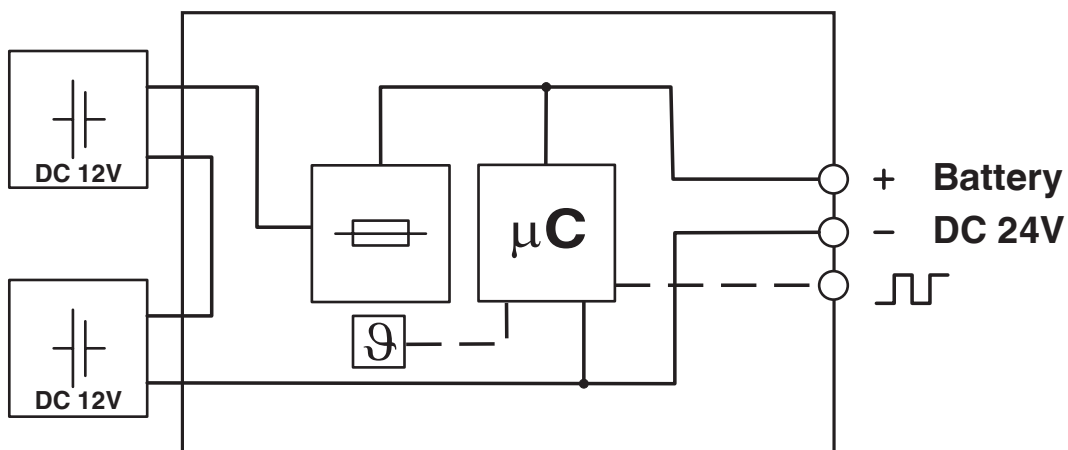 DC 12V
+ Battery
− DC 24V
μC
ϑ
DC 12V